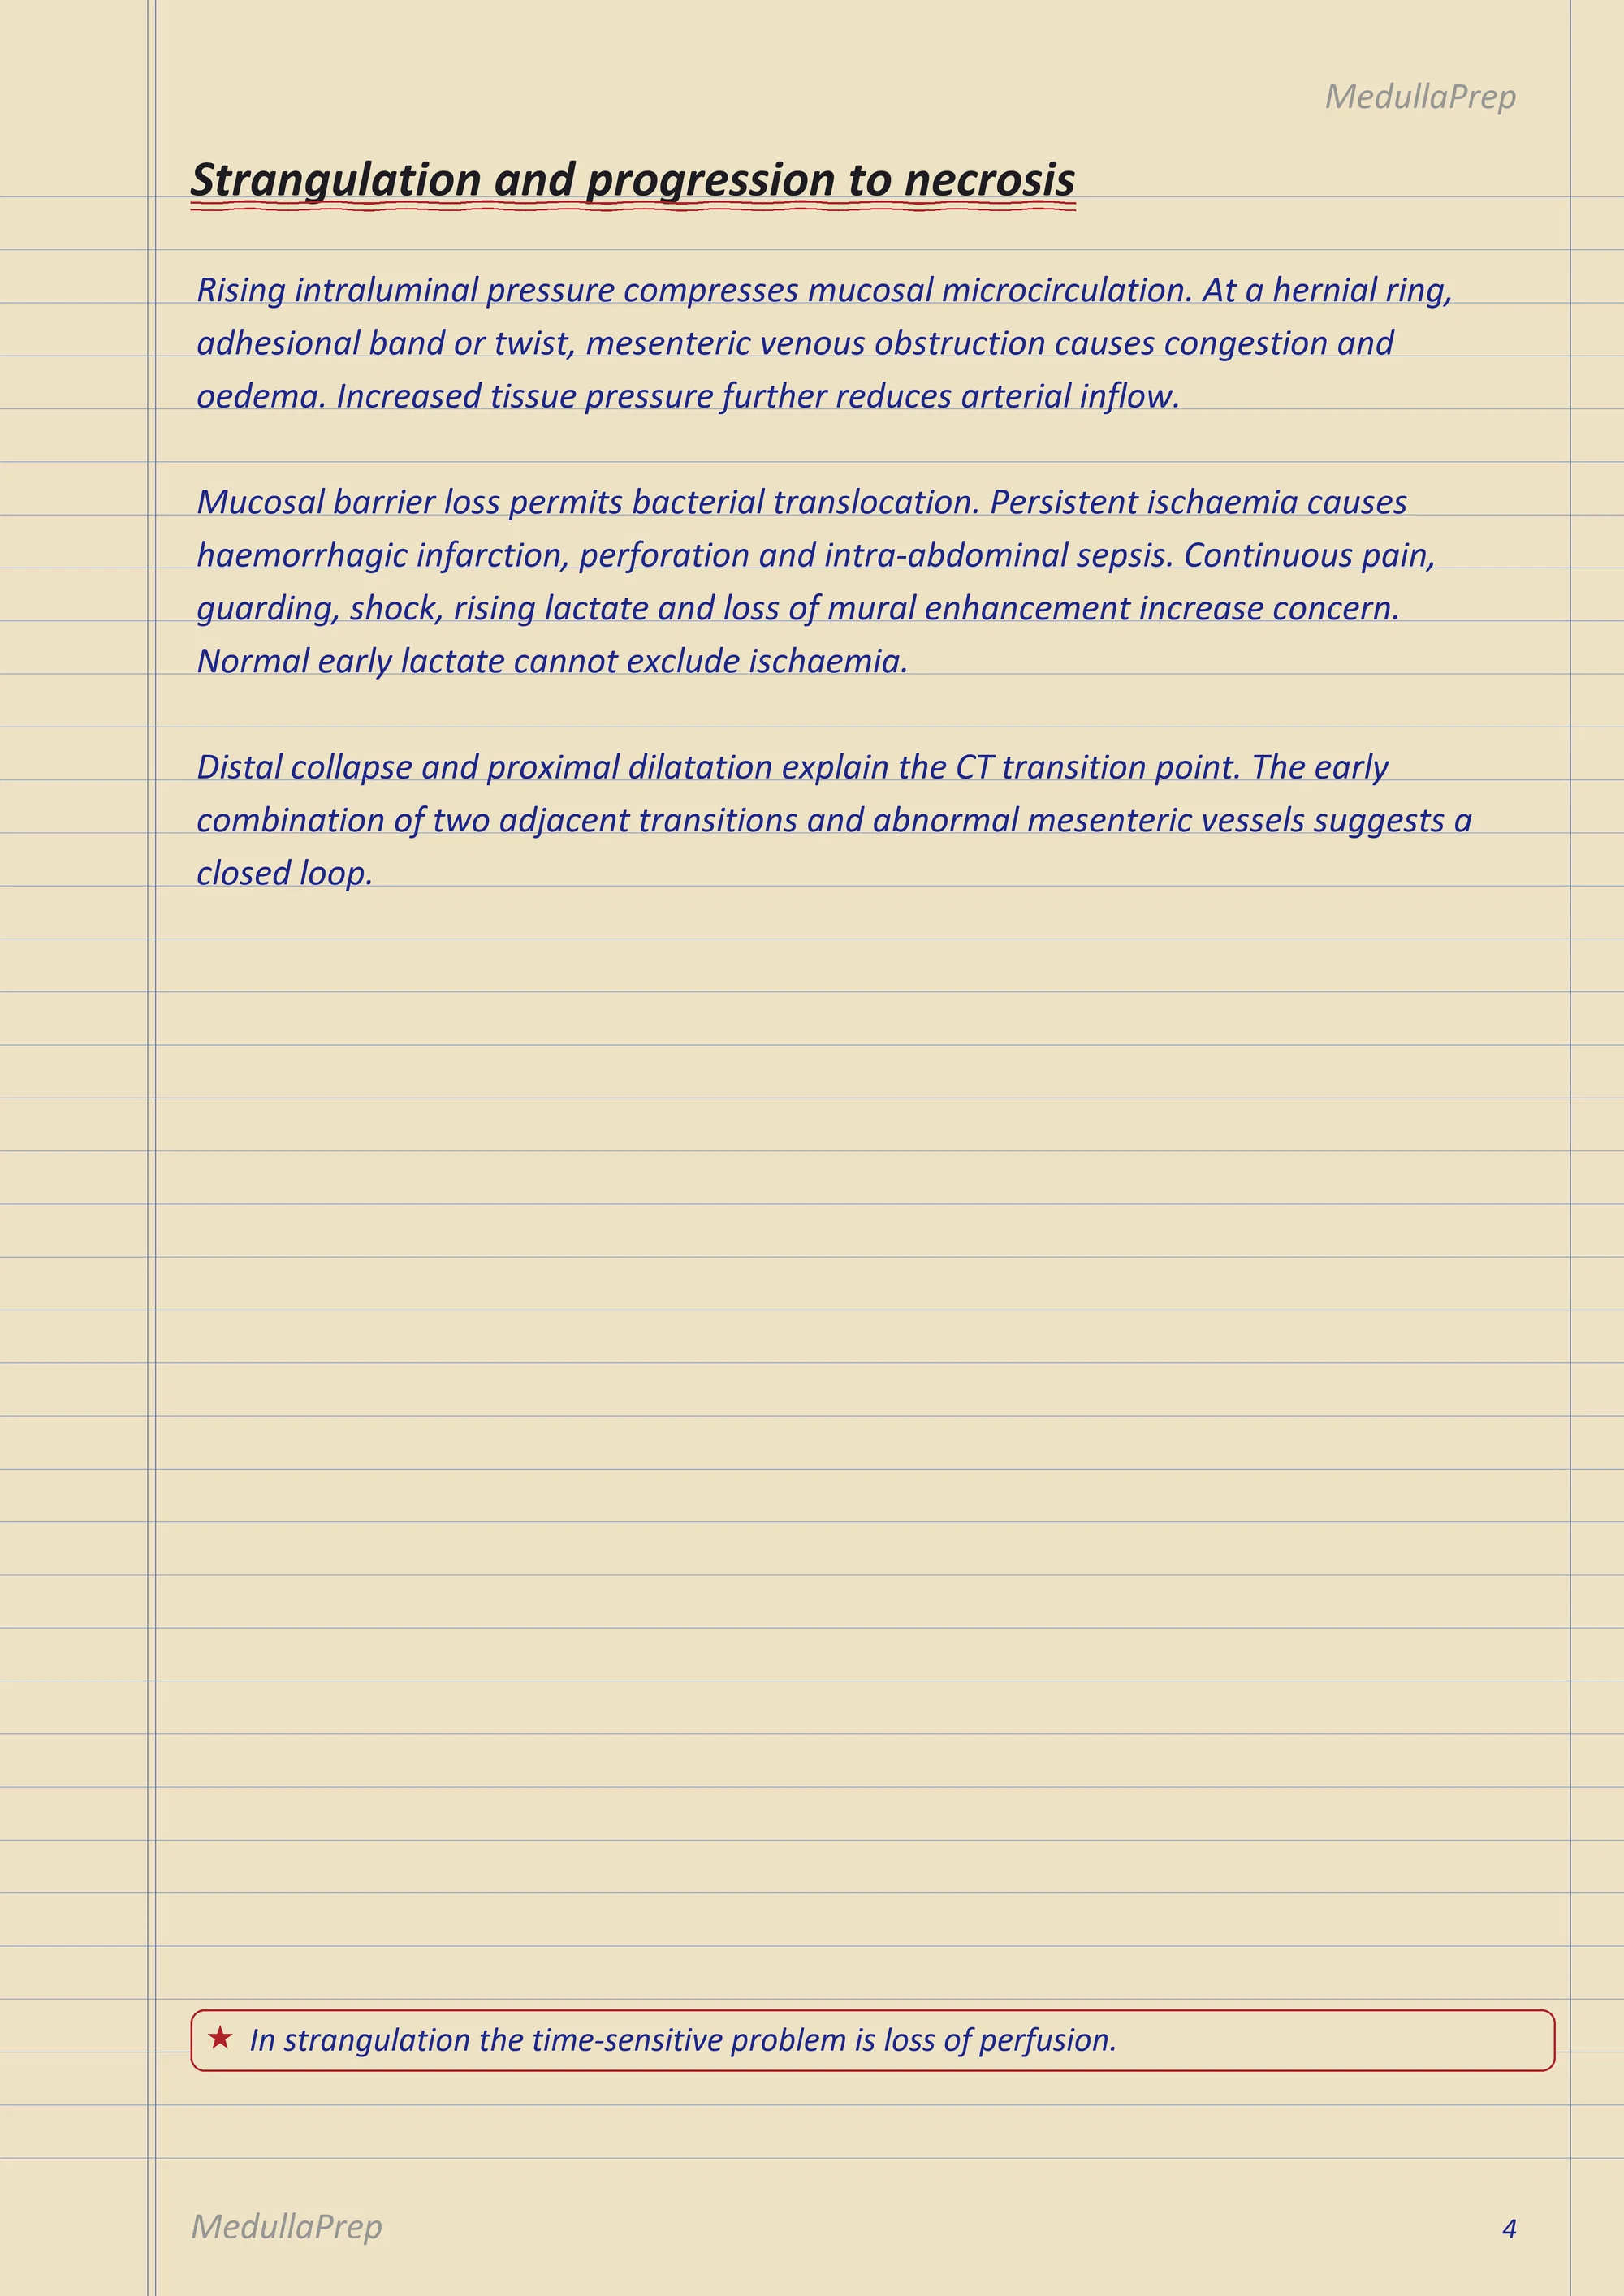 MedullaPrep
Strangulation and progression to necrosis
Rising intraluminal pressure compresses mucosal microcirculation. At a hernial ring,
adhesional band or twist, mesenteric venous obstruction causes congestion and
oedema. Increased tissue pressure further reduces arterial inflow.
Mucosal barrier loss permits bacterial translocation. Persistent ischaemia causes
haemorrhagic infarction, perforation and intra-abdominal sepsis. Continuous pain,
guarding, shock, rising lactate and loss of mural enhancement increase concern.
Normal early lactate cannot exclude ischaemia.
Distal collapse and proximal dilatation explain the CT transition point. The early
combination of two adjacent transitions and abnormal mesenteric vessels suggests a
closed loop.
★ In strangulation the time-sensitive problem is loss of perfusion.
MedullaPrep
4